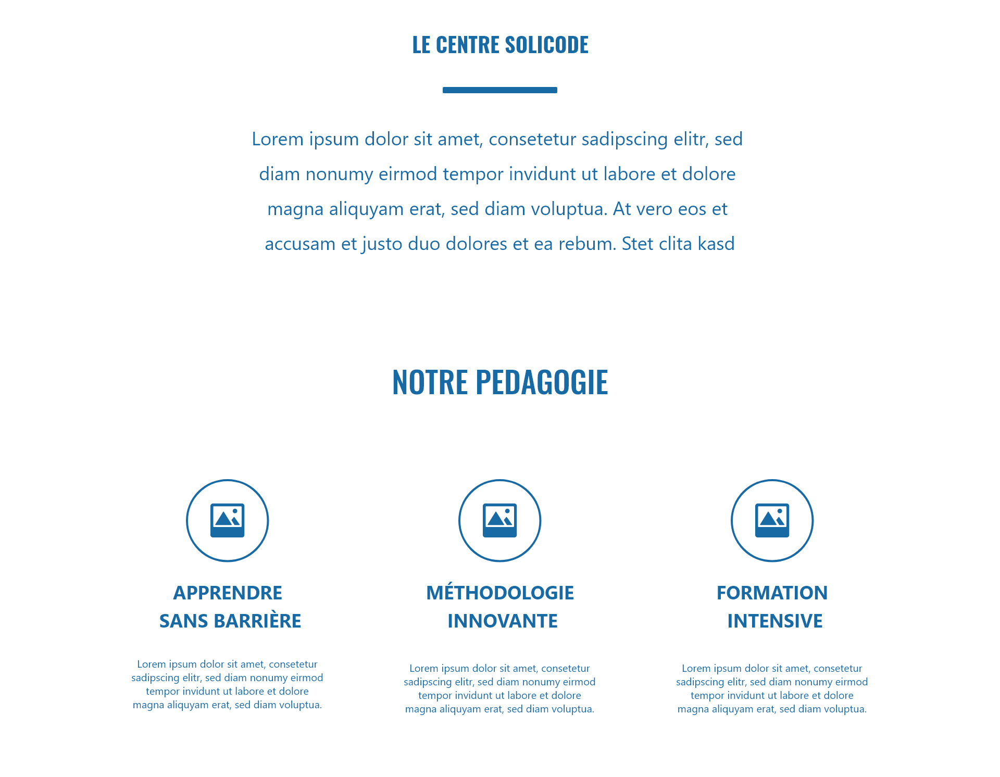 LE CENTRE SOLICODE
Lorem ipsum dolor sit amet, consetetur sadipscing elitr, sed
diam nonumy eirmod tempor invidunt ut labore et dolore
magna aliquyam erat, sed diam voluptua. At vero eos et
accusam et justo duo dolores et ea rebum. Stet clita kasd
NOTRE PEDAGOGIE
APPRENDRE
SANS BARRIÈRE
Lorem ipsum dolor sit amet, consetetur
sadipscing elitr, sed diam nonumy eirmod
tempor invidunt ut labore et dolore
magna aliquyam erat, sed diam voluptua.
MÉTHODOLOGIE
INNOVANTE
Lorem ipsum dolor sit amet, consetetur
sadipscing elitr, sed diam nonumy eirmod
tempor invidunt ut labore et dolore
magna aliquyam erat, sed diam voluptua.
FORMATION
INTENSIVE
Lorem ipsum dolor sit amet, consetetur
sadipscing elitr, sed diam nonumy eirmod
tempor invidunt ut labore et dolore
magna aliquyam erat, sed diam voluptua.